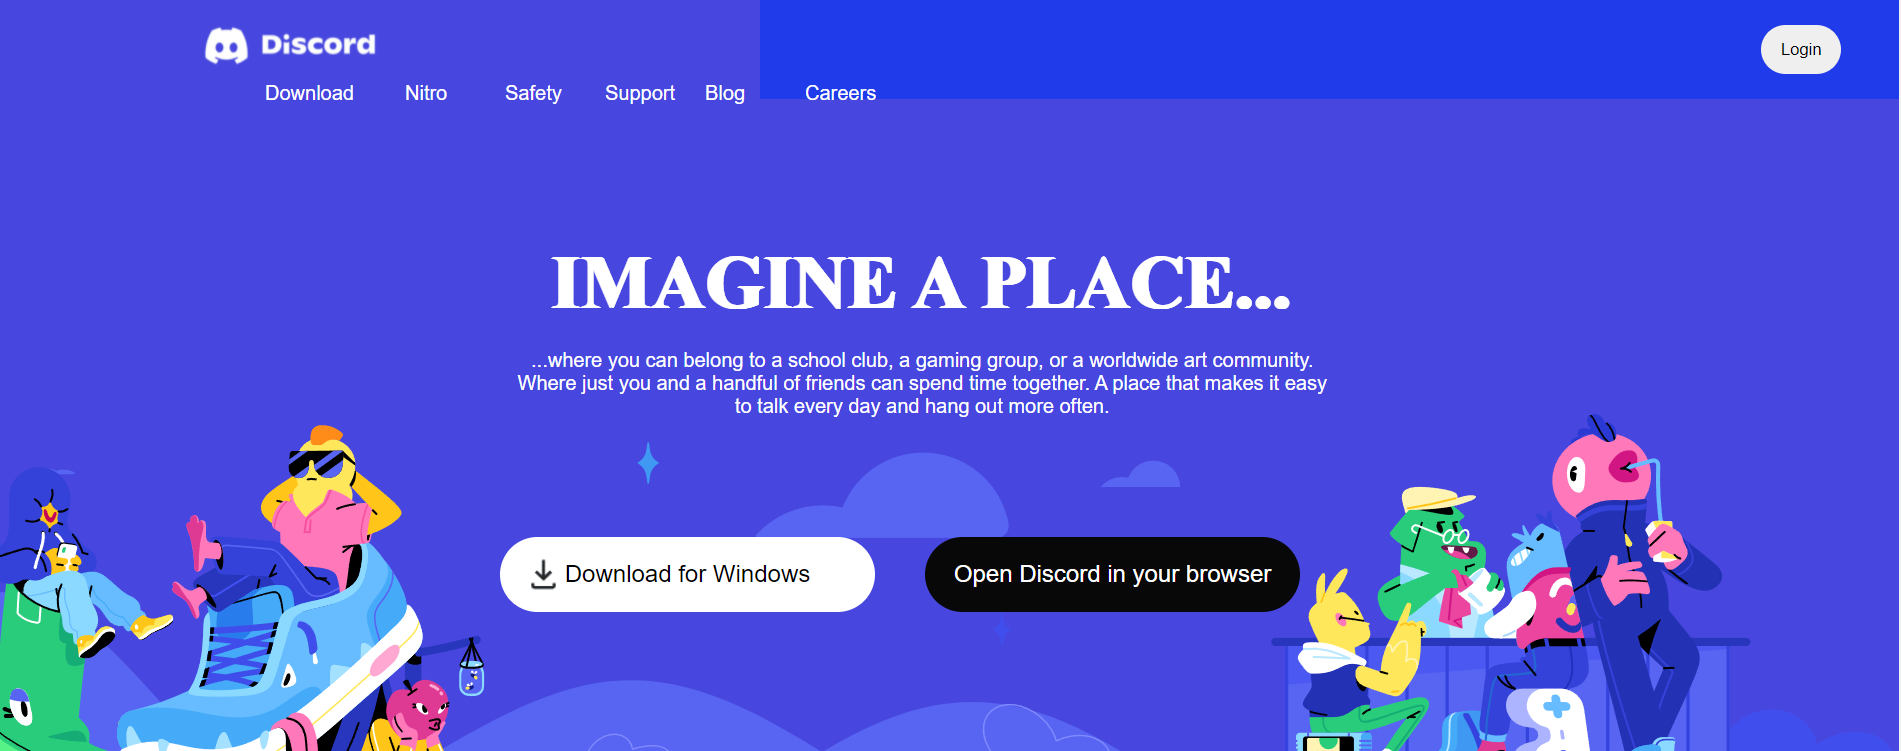 Discord
Login
Download Nitro Safety Support Blog Careers
IMAGINE A PLACE...
...where you can belong to a school club, a gaming group, or a worldwide art community.
Where just you and a handful of friends can spend time together. A place that makes it easy
to talk every day and hang out more often.
Download for Windows
Open Discord in your browser